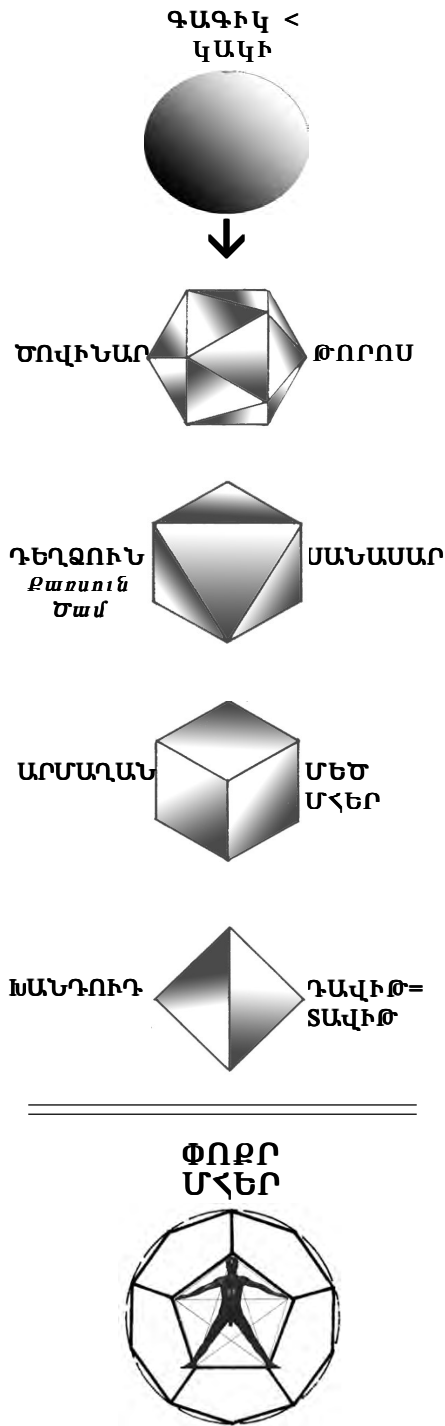 ԳԱԳԻԿ <
ԿԱԿԻ
ԾՈՎԻՆԱՐ
ԹՈՐՈՍ
ԴԵՂՁՈՒՆ
Քառսուն
Ծամ
ՍԱՆԱՍԱՐ
ԱՐՄԱՂԱՆ
ՄԵԾ
ՄՀԵՐ
ԽԱՆԴՈՒԴ
ԴԱՎԻԹ=
ՏԱՎԻԹ
ՓՈՔՐ
ՄՀԵՐ